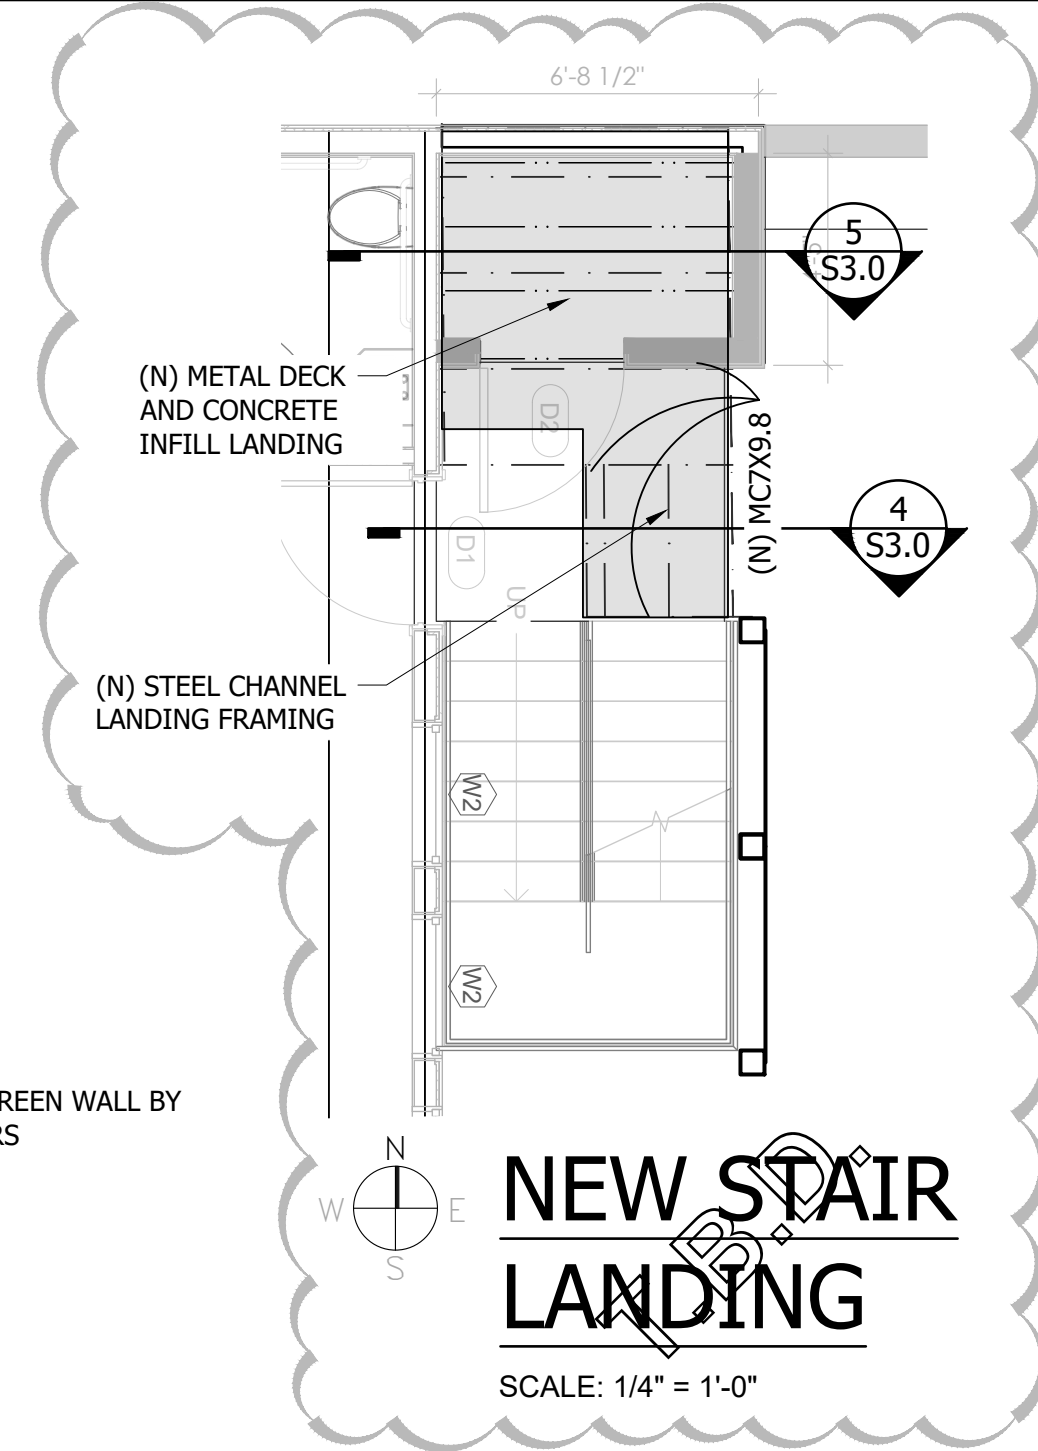 6'-8 1/2"
5
S3.0
(N) METAL DECK
AND CONCRETE
INFILL LANDING
D2
(N) MC7X9.8
4
S3.0
D1
UP
(N) STEEL CHANNEL
LANDING FRAMING
W2
W2
REEN WALL BY
RS
N
W E
S
NEW STAIR
LANDING
T.B.D.
SCALE: 1/4" = 1'-0"